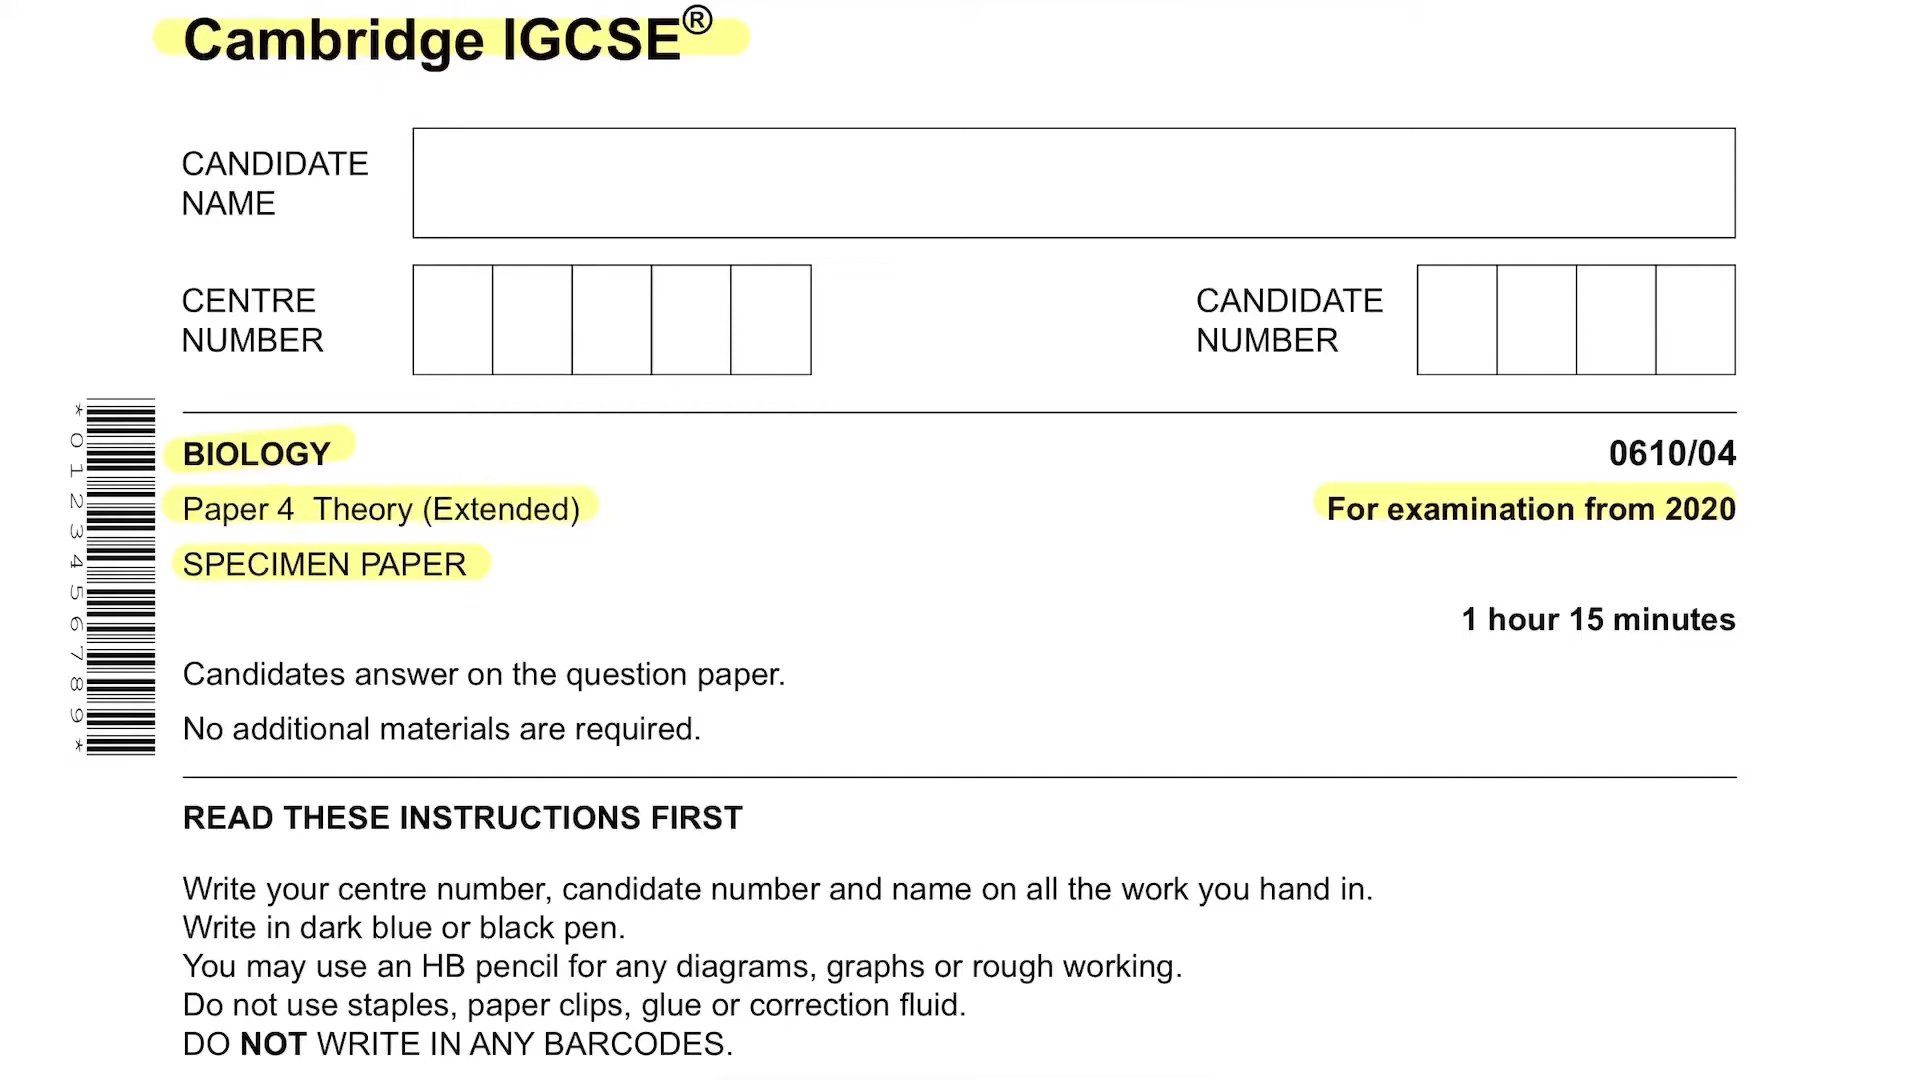 Cambridge IGCSE®
CANDIDATE
NAME
CENTRE
NUMBER
CANDIDATE
NUMBER
*0123456789*
BIOLOGY
0610/04
Paper 4 Theory (Extended)
For examination from 2020
SPECIMEN PAPER
1 hour 15 minutes
Candidates answer on the question paper.
No additional materials are required.
READ THESE INSTRUCTIONS FIRST
Write your centre number, candidate number and name on all the work you hand in.
Write in dark blue or black pen.
You may use an HB pencil for any diagrams, graphs or rough working.
Do not use staples, paper clips, glue or correction fluid.
DO NOT WRITE IN ANY BARCODES.